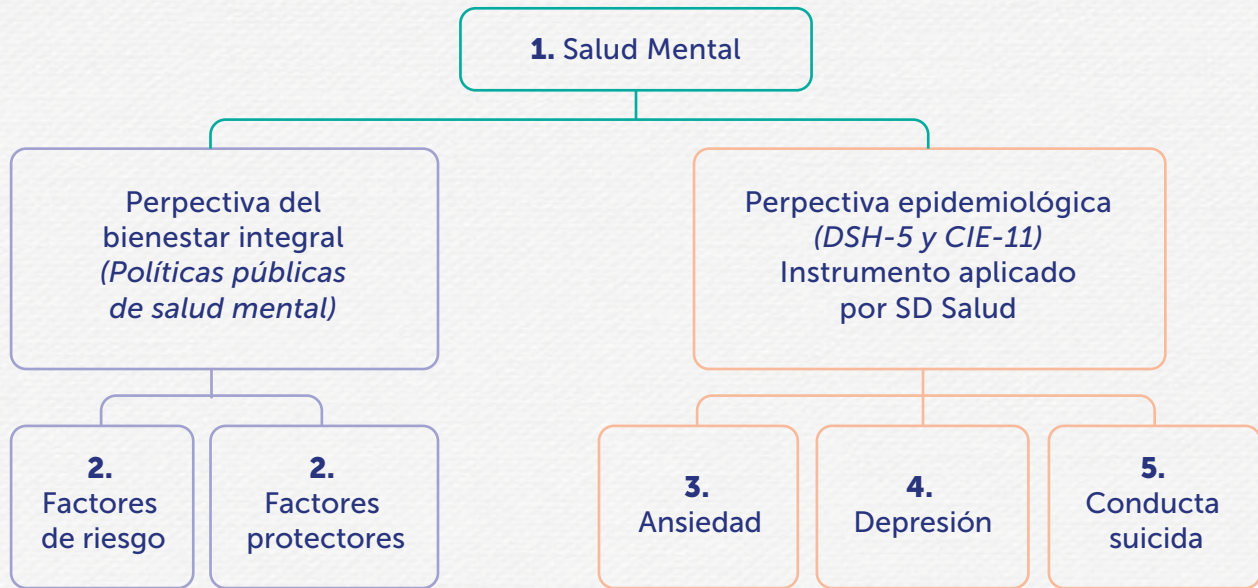 1. Salud Mental
Perpectiva del
bienestar integral
(Políticas públicas
de salud mental)
Perpectiva epidemiológica
(DSH-5 y CIE-11)
Instrumento aplicado
por SD Salud
2.
Factores
de riesgo
2.
Factores
protectores
3.
Ansiedad
4.
Depresión
5.
Conducta
suicida